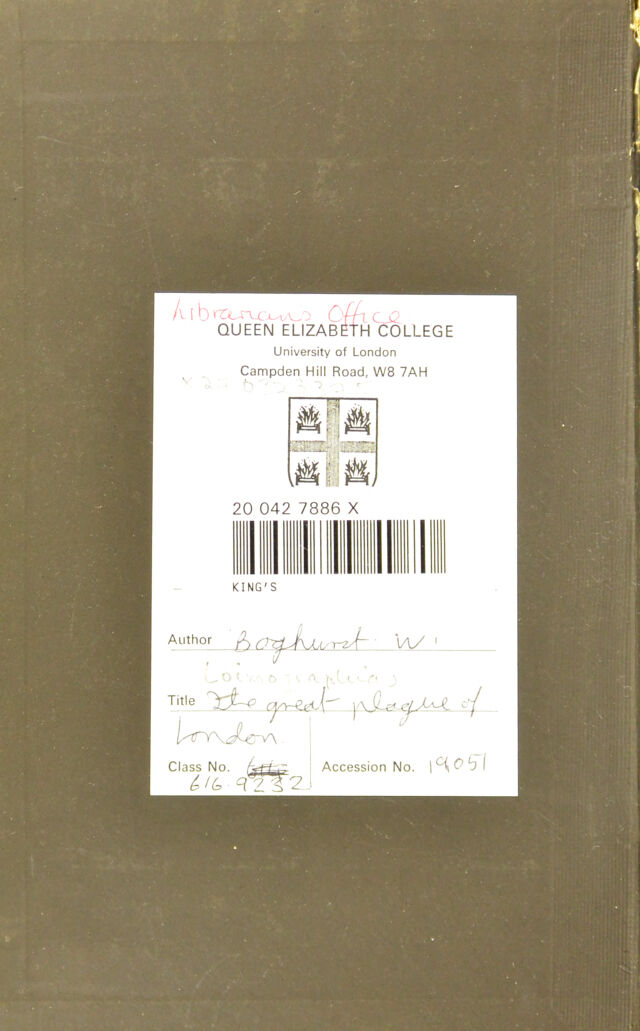 Librarians Office
QUEEN ELIZABETH COLLEGE
University of London
Campden Hill Road, W8 7AH
20 042 7886 X
KING'S
Author Boghurst W.
Loimographia
Title The great plague of
London.
Class No. Accession No. 19051
616.9232